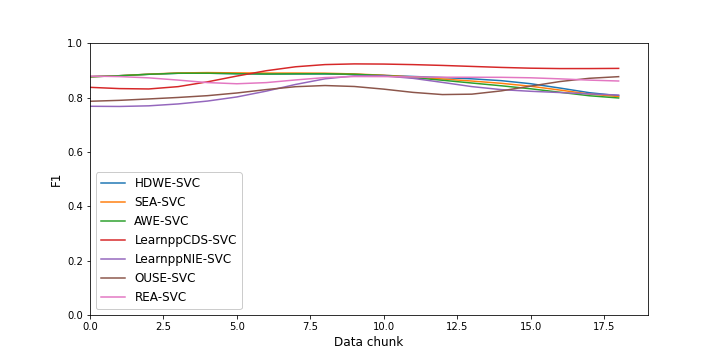 1.0
0.8
0.6
0.4
0.2
0.0
F1
HDWE-SVC
SEA-SVC
AWE-SVC
LearnppCDS-SVC
LearnppNIE-SVC
OUSE-SVC
REA-SVC
0.0 2.5 5.0 7.5 10.0 12.5 15.0 17.5
Data chunk